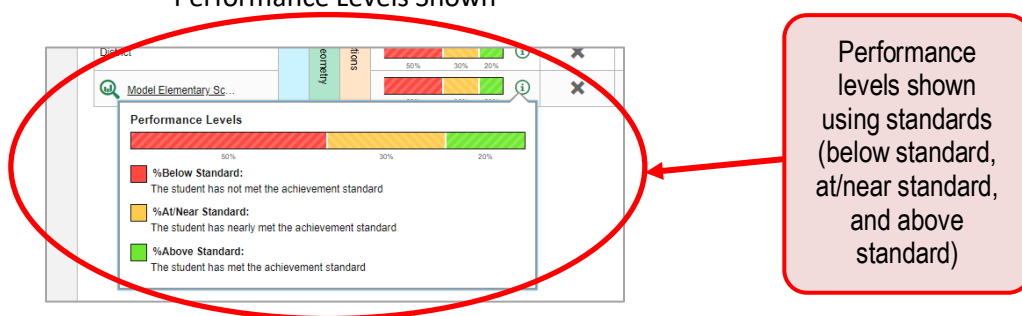 Performance Levels Shown
District
eometry
tions
50% 30% 20%
Model Elementary Sc...
Performance Levels
50% 30% 20%
%Below Standard:
The student has not met the achievement standard
%At/Near Standard:
The student has nearly met the achievement standard
%Above Standard:
The student has met the achievement standard
Performance
levels shown
using standards
(below standard,
at/near standard,
and above
standard)